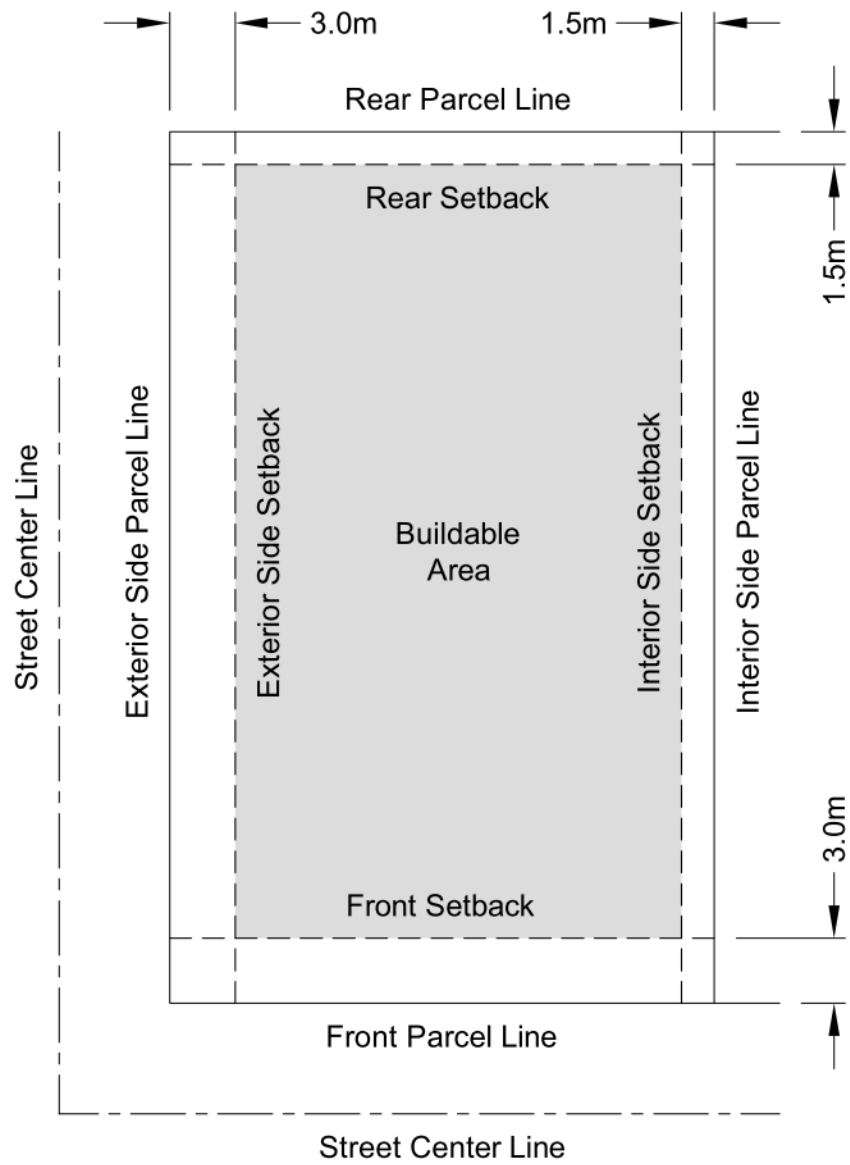 3.0m
1.5m
Rear Parcel Line
Rear Setback
1.5m
Street Center Line
Exterior Side Parcel Line
Exterior Side Setback
Buildable
Area
Interior Side Setback
Interior Side Parcel Line
3.0m
Front Setback
Front Parcel Line
Street Center Line